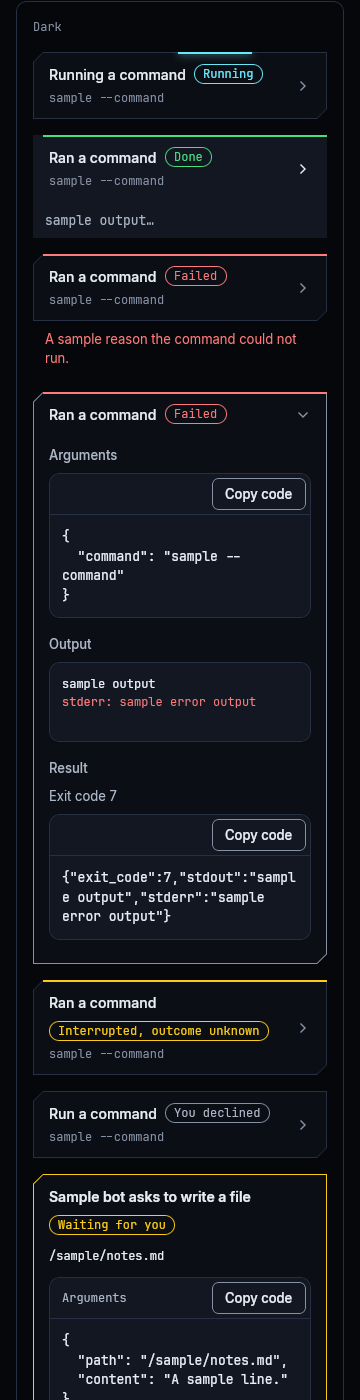 Dark
Running a command Running
sample --command
Ran a command Done
sample --command
sample output…
Ran a command Failed
sample --command
A sample reason the command could not
run.
Ran a command Failed
Arguments
Copy code
{
"command": "sample --
command"
}
Output
sample output
stderr: sample error output
Result
Exit code 7
Copy code
{"exit_code":7,"stdout":"sampl
e output","stderr":"sample
error output"}
Ran a command
Interrupted, outcome unknown
sample --command
Run a command You declined
sample --command
Sample bot asks to write a file
Waiting for you
/sample/notes.md
Arguments Copy code
{
"path": "/sample/notes.md",
"content": "A sample line."
}